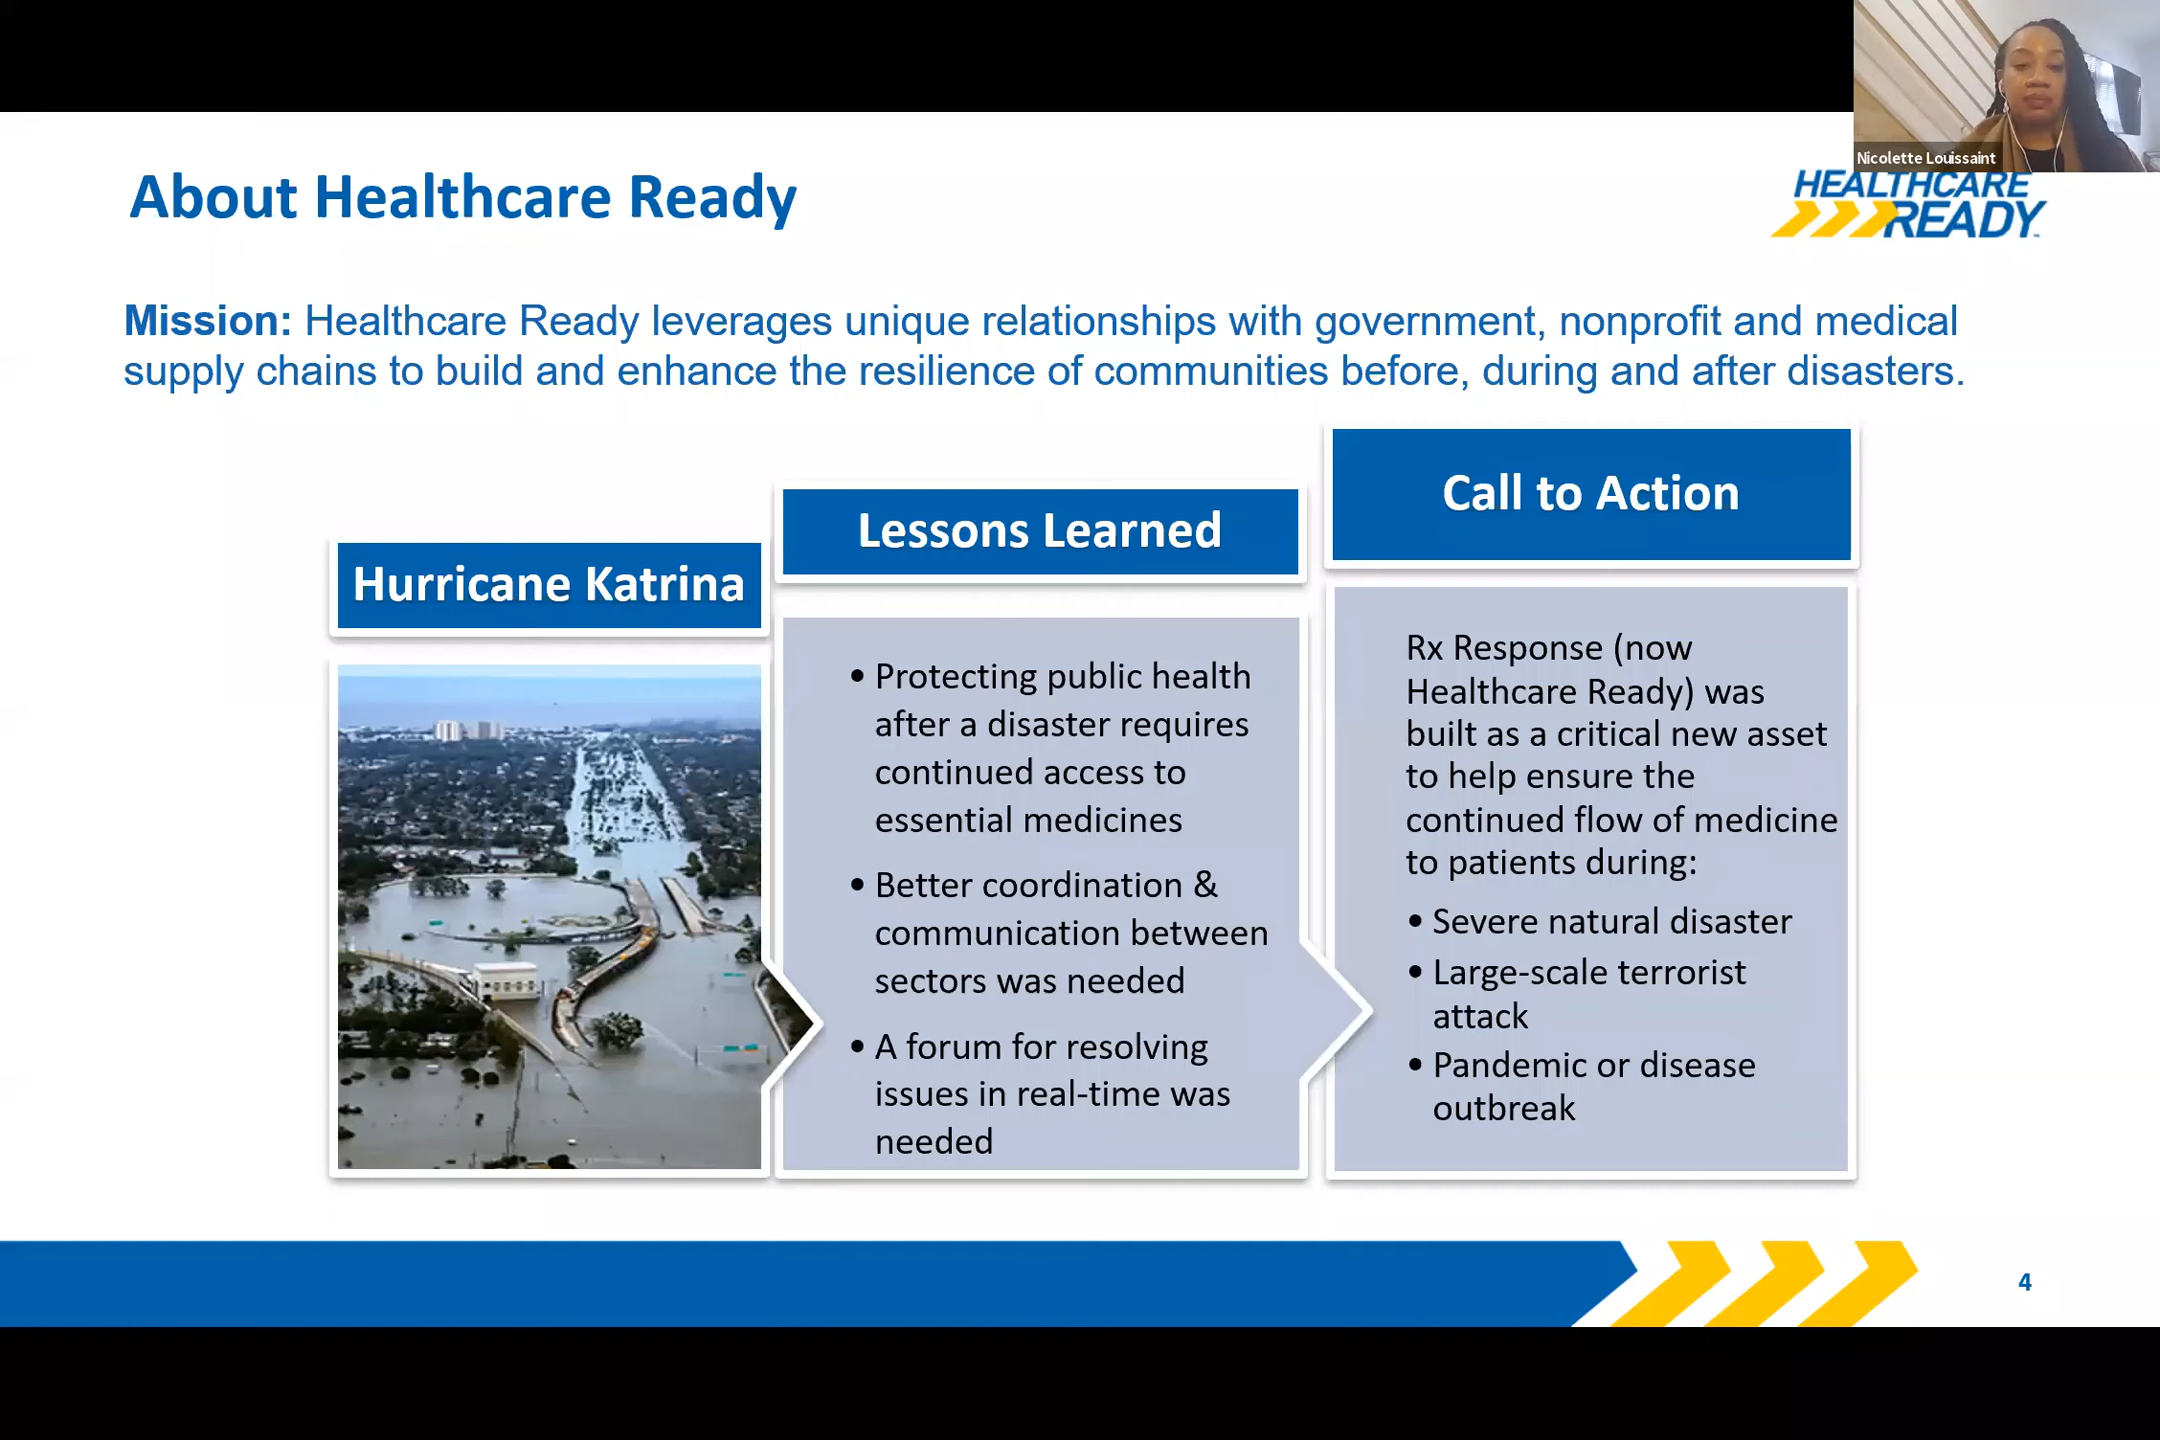 Nicolette Louissaint
About Healthcare Ready
HEALTHCARE
READY
Mission: Healthcare Ready leverages unique relationships with government, nonprofit and medical
supply chains to build and enhance the resilience of communities before, during and after disasters.
Hurricane Katrina
Lessons Learned
• Protecting public health
after a disaster requires
continued access to
essential medicines
• Better coordination &
communication between
sectors was needed
• A forum for resolving
issues in real-time was
needed
Call to Action
Rx Response (now
Healthcare Ready) was
built as a critical new asset
to help ensure the
continued flow of medicine
to patients during:
• Severe natural disaster
• Large-scale terrorist
attack
• Pandemic or disease
outbreak
4